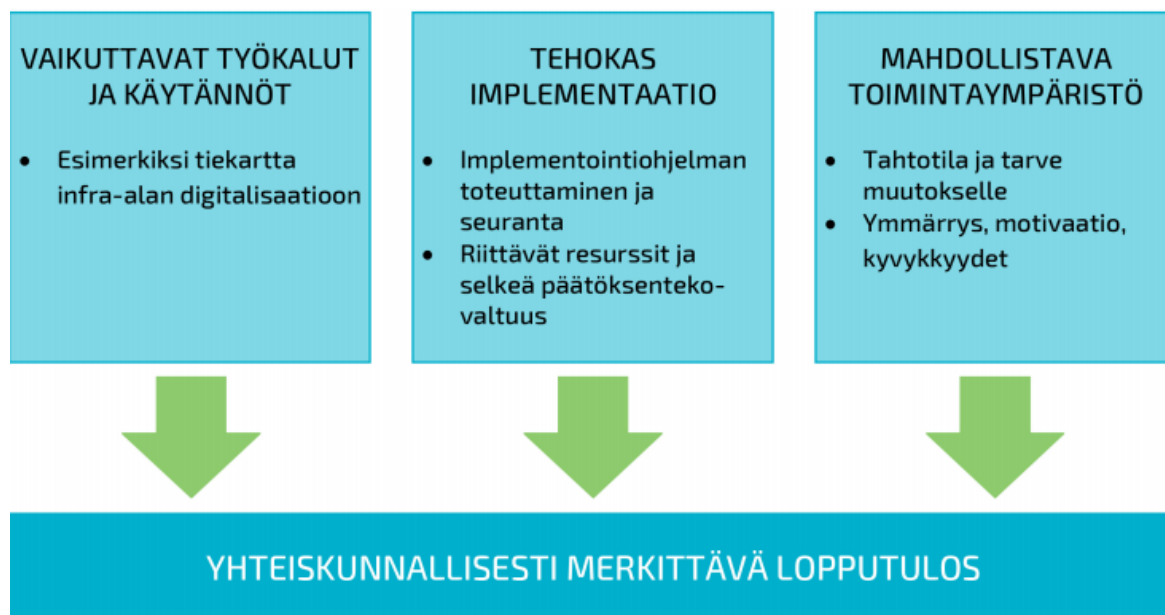 VAIKUTTAVAT TYÖKALUT
JA KÄYTÄNNÖT
• Esimerkiksi tiekartta
infra-alan digitalisaatioon
TEHOKAS
IMPLEMENTAATIO
• Implementointiohjelman
toteuttaminen ja
seuranta
• Riittävät resurssit ja
selkeä päätöksenteko-
valtuus
MAHDOLLISTAVA
TOIMINTAYMPÄRISTÖ
• Tahtotila ja tarve
muutokselle
• Ymmärrys, motivaatio,
kyvykkyydet
YHTEISKUNNALLISESTI MERKITTÄVÄ LOPPUTULOS